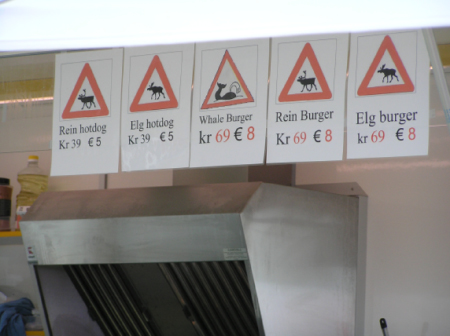 Rein hotdog
Kr 39 € 5
Elg hotdog
Kr 39 € 5
Whale Burger
kr 69 € 8
Rein Burger
Kr 69 € 8
Elg burger
kr 69 € 8